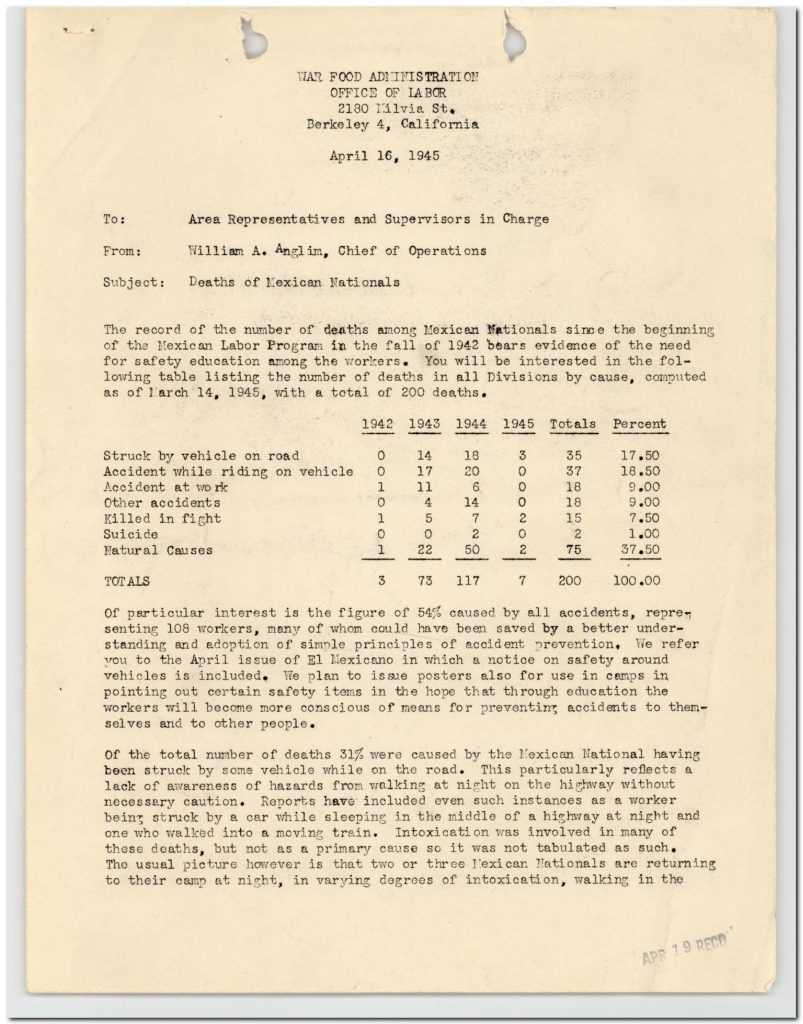 WAR FOOD ADMINISTRATION
OFFICE OF LABOR
2180 Milvia St.
Berkeley 4, California
April 16, 1945
To: Area Representatives and Supervisors in Charge
From: William A. Anglim, Chief of Operations
Subject: Deaths of Mexican Nationals
The record of the number of deaths among Mexican Nationals since the beginning
of the Mexican Labor Program in the fall of 1942 bears evidence of the need
for safety education among the workers. You will be interested in the fol-
lowing table listing the number of deaths in all Divisions by cause, computed
as of March 14, 1945, with a total of 200 deaths.
1942 1943 1944 1945 Totals Percent
Struck by vehicle on road 0 14 18 3 35 17.50
Accident while riding on vehicle 0 17 20 0 37 18.50
Accident at work 1 11 6 0 18 9.00
Other accidents 0 4 14 0 18 9.00
Killed in fight 1 5 7 2 15 7.50
Suicide 0 0 2 0 2 1.00
Natural Causes 1 22 50 2 75 37.50
TOTALS 3 73 117 7 200 100.00
Of particular interest is the figure of 54% caused by all accidents, repre-
senting 108 workers, many of whom could have been saved by a better under-
standing and adoption of simple principles of accident prevention. We refer
you to the April issue of El Mexicano in which a notice on safety around
vehicles is included. We plan to issue posters also for use in camps in
pointing out certain safety items in the hope that through education the
workers will become more conscious of means for preventing accidents to them-
selves and to other people.
Of the total number of deaths 31% were caused by the Mexican National having
been struck by some vehicle while on the road. This particularly reflects a
lack of awareness of hazards from walking at night on the highway without
necessary caution. Reports have included even such instances as a worker
being struck by a car while sleeping in the middle of a highway at night and
one who walked into a moving train. Intoxication was involved in many of
these deaths, but not as a primary cause so it was not tabulated as such.
The usual picture however is that two or three Mexican Nationals are returning
to their camp at night, in varying degrees of intoxication, walking in the
APR 19 RECD